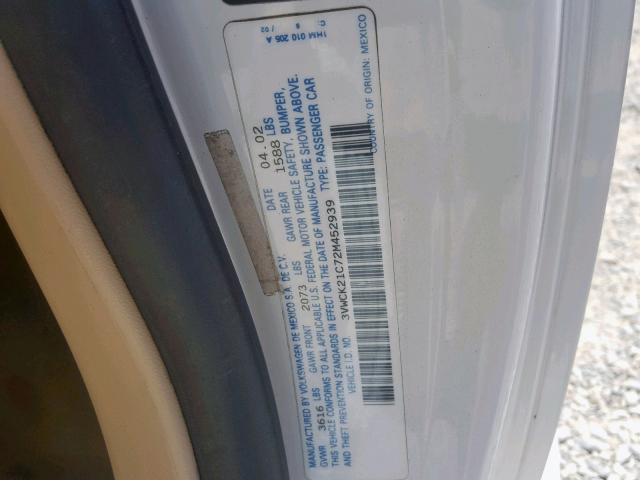 MANUFACTURED BY VOLKSWAGEN DE MEXICO S.A. DE C.V. DATE 04.02
GVWR 3616 LBS GAWR FRONT 2073 LBS GAWR REAR 1588 LBS
THIS VEHICLE CONFORMS TO ALL APPLICABLE U.S. FEDERAL MOTOR VEHICLE SAFETY, BUMPER,
AND THEFT PREVENTION STANDARDS IN EFFECT ON THE DATE OF MANUFACTURE SHOWN ABOVE.
VEHICLE I.D. NO. 3VWCK21C72M452939 TYPE: PASSENGER CAR
COUNTRY OF ORIGIN: MEXICO
1HM 010 205 A
/ 02